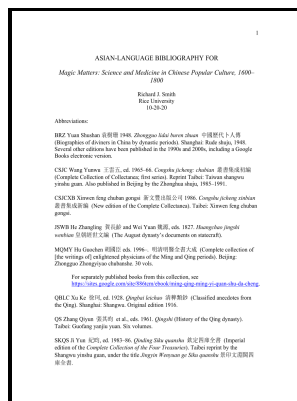 1
ASIAN-LANGUAGE BIBLIOGRAPHY FOR
Magic Matters: Science and Medicine in Chinese Popular Culture, 1600-
1800
Richard J. Smith
Rice University
10-20-20
Abbreviations:
BRZ Yuan Shushan 袁樹珊 1948. Zhongguo lidai buren zhuan 中國歷代卜人傳
(Biographies of diviners in China by dynastic periods). Shanghai: Rude shuju, 1948.
Several other editions have been published in the 1990s and 2000s, including a Google
Books electronic version.
CSJC Wang Yunwu 王雲五, ed. 1965-66. Congshu jicheng: chubian 叢書集成初編
(Complete Collection of Collectanea; first series). Reprint Taipei: Taiwan shangwu
yinshu guan. Also published in Beijing by the Zhonghua shuju, 1985-1991.
CSJCXB Xinwen feng chuban gongsi 新文豐出版公司 1986. Congshu jicheng xinbian
叢書集成新編 (New edition of the Complete Collectanea). Taibei: Xinwen feng chuban
gongsi.
JSWB He Zhangling 賀長齡 and Wei Yuan 魏源, eds. 1827. Huangchao jingshi
wenbian 皇朝經世文編 (The August dynasty's documents on statecraft).
MQMY Hu Guochen 胡國臣 eds. 1996-. 明清明醫全書大成 (Complete collection of
[the writings of] enlightened physicians of the Ming and Qing periods). Beijing:
Zhongguo Zhongyiyao chubanshe. 30 vols.
For separately published books from this collection, see
https://sites.google.com/site/886tcm/ebook/ming-qing-ming-yi-quan-shu-da-cheng.
QBLC Xu Ke 徐珂, ed. 1928. Qingbai leichao 清稗類鈔 (Classified anecdotes from
the Qing). Shanghai: Shangwu. Original edition 1916.
QS Zhang Qiyun 張其昀 et al., eds. 1961. Qingshi (History of the Qing dynasty).
Taibei: Guofang yanjiu yuan. Six volumes.
SKQS Ji Yun 紀昀, ed. 1983-86. Qinding Siku quanshu 欽定四庫全書 (Imperial
edition of the Complete Collection of the Four Treasuries). Taibei reprint by the
Shangwu yinshu guan, under the title Jingyin Wenyuan ge Siku quanshu 景印文淵閣四
庫全書.